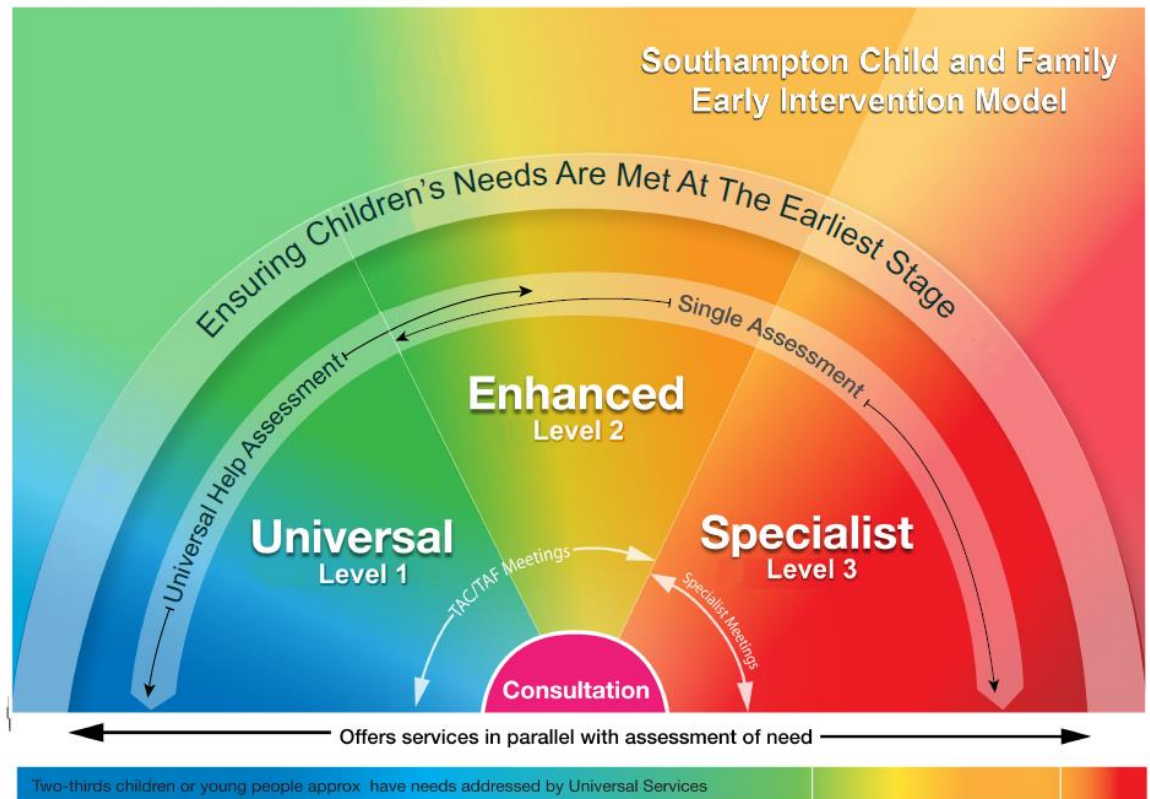 Southampton Child and Family
Early Intervention Model
Ensuring Children's Needs Are Met At The Earliest Stage
Universal Help Assessment
Single Assessment
Enhanced
Level 2
Universal
Level 1
Specialist
Level 3
TAC/TAF Meetings
Specialist Meetings
Consultation
Offers services in parallel with assessment of need
Two-thirds children or young people approx have needs addressed by Universal Services